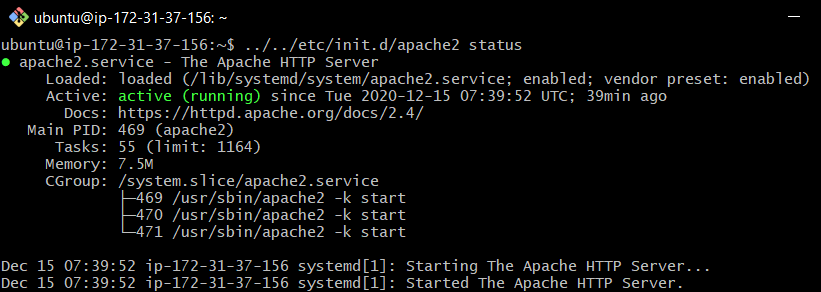 ubuntu@ip-172-31-37-156: ~
ubuntu@ip-172-31-37-156:~$ ../../etc/init.d/apache2 status
● apache2.service - The Apache HTTP Server
     Loaded: loaded (/lib/systemd/system/apache2.service; enabled; vendor preset: enabled)
     Active: active (running) since Tue 2020-12-15 07:39:52 UTC; 39min ago
       Docs: https://httpd.apache.org/docs/2.4/
   Main PID: 469 (apache2)
      Tasks: 55 (limit: 1164)
     Memory: 7.5M
     CGroup: /system.slice/apache2.service
             ├─469 /usr/sbin/apache2 -k start
             ├─470 /usr/sbin/apache2 -k start
             └─471 /usr/sbin/apache2 -k start
Dec 15 07:39:52 ip-172-31-37-156 systemd[1]: Starting The Apache HTTP Server...
Dec 15 07:39:52 ip-172-31-37-156 systemd[1]: Started The Apache HTTP Server.